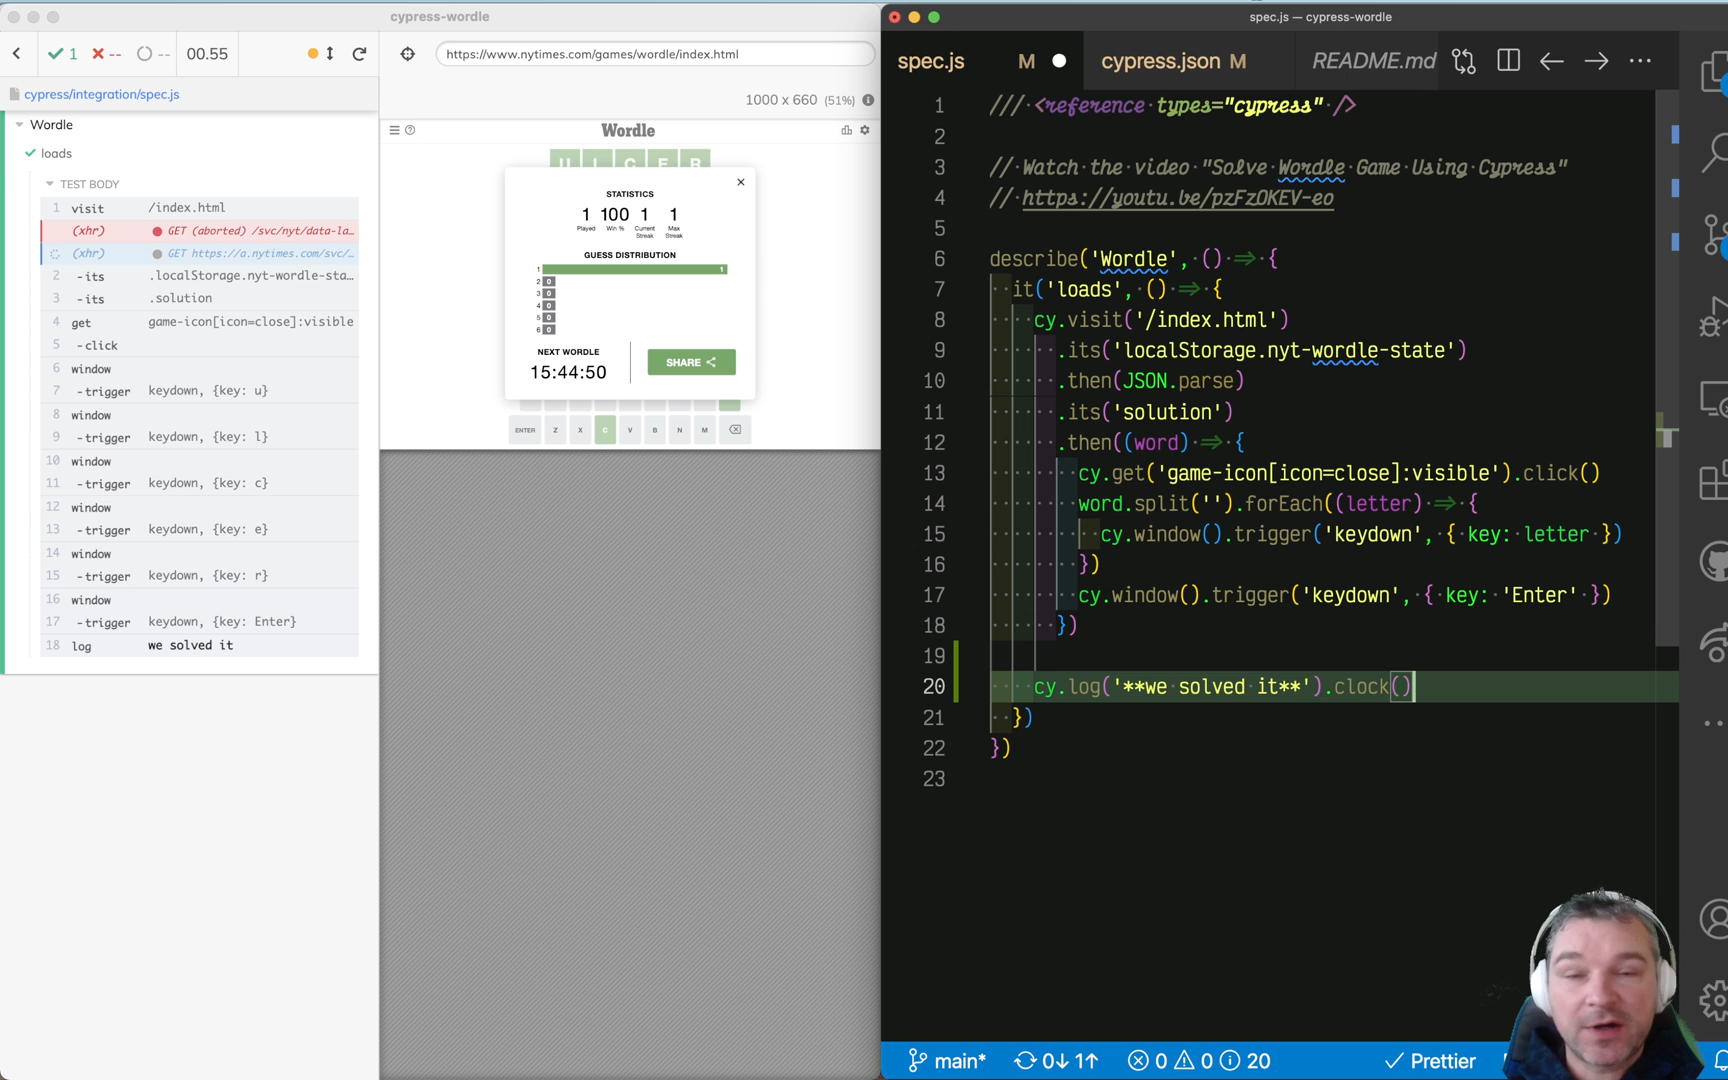 cypress-wordle
1 -- -- 00.55
https://www.nytimes.com/games/wordle/index.html
cypress/integration/spec.js
1000 x 660 (51%)
Wordle
loads
TEST BODY
1 visit /index.html
(xhr) GET (aborted) /svc/nyt/data-la…
(xhr) GET https://a.nytimes.com/svc/…
2 -its .localStorage.nyt-wordle-sta…
3 -its .solution
4 get game-icon[icon=close]:visible
5 -click
6 window
7 -trigger keydown, {key: u}
8 window
9 -trigger keydown, {key: l}
10 window
11 -trigger keydown, {key: c}
12 window
13 -trigger keydown, {key: e}
14 window
15 -trigger keydown, {key: r}
16 window
17 -trigger keydown, {key: Enter}
18 log we solved it
Wordle
U L C E R
STATISTICS
1 100 1 1
Played Win % Current Streak Max Streak
GUESS DISTRIBUTION
1 1
2 0
3 0
4 0
5 0
6 0
NEXT WORDLE
15:44:50
SHARE
ENTER Z X C V B N M
spec.js — cypress-wordle
spec.js M cypress.json M README.md
1 /// <reference types="cypress" />
2
3 // Watch the video "Solve Wordle Game Using Cypress"
4 // https://youtu.be/pzFzOKEV-eo
5
6 describe('Wordle', () => {
7 it('loads', () => {
8 cy.visit('/index.html')
9 .its('localStorage.nyt-wordle-state')
10 .then(JSON.parse)
11 .its('solution')
12 .then((word) => {
13 cy.get('game-icon[icon=close]:visible').click()
14 word.split('').forEach((letter) => {
15 cy.window().trigger('keydown', { key: letter })
16 })
17 cy.window().trigger('keydown', { key: 'Enter' })
18 })
19
20 cy.log('**we solved it**').clock()
21 })
22 })
23
main* 0↓ 1↑ 0 0 20 Prettier